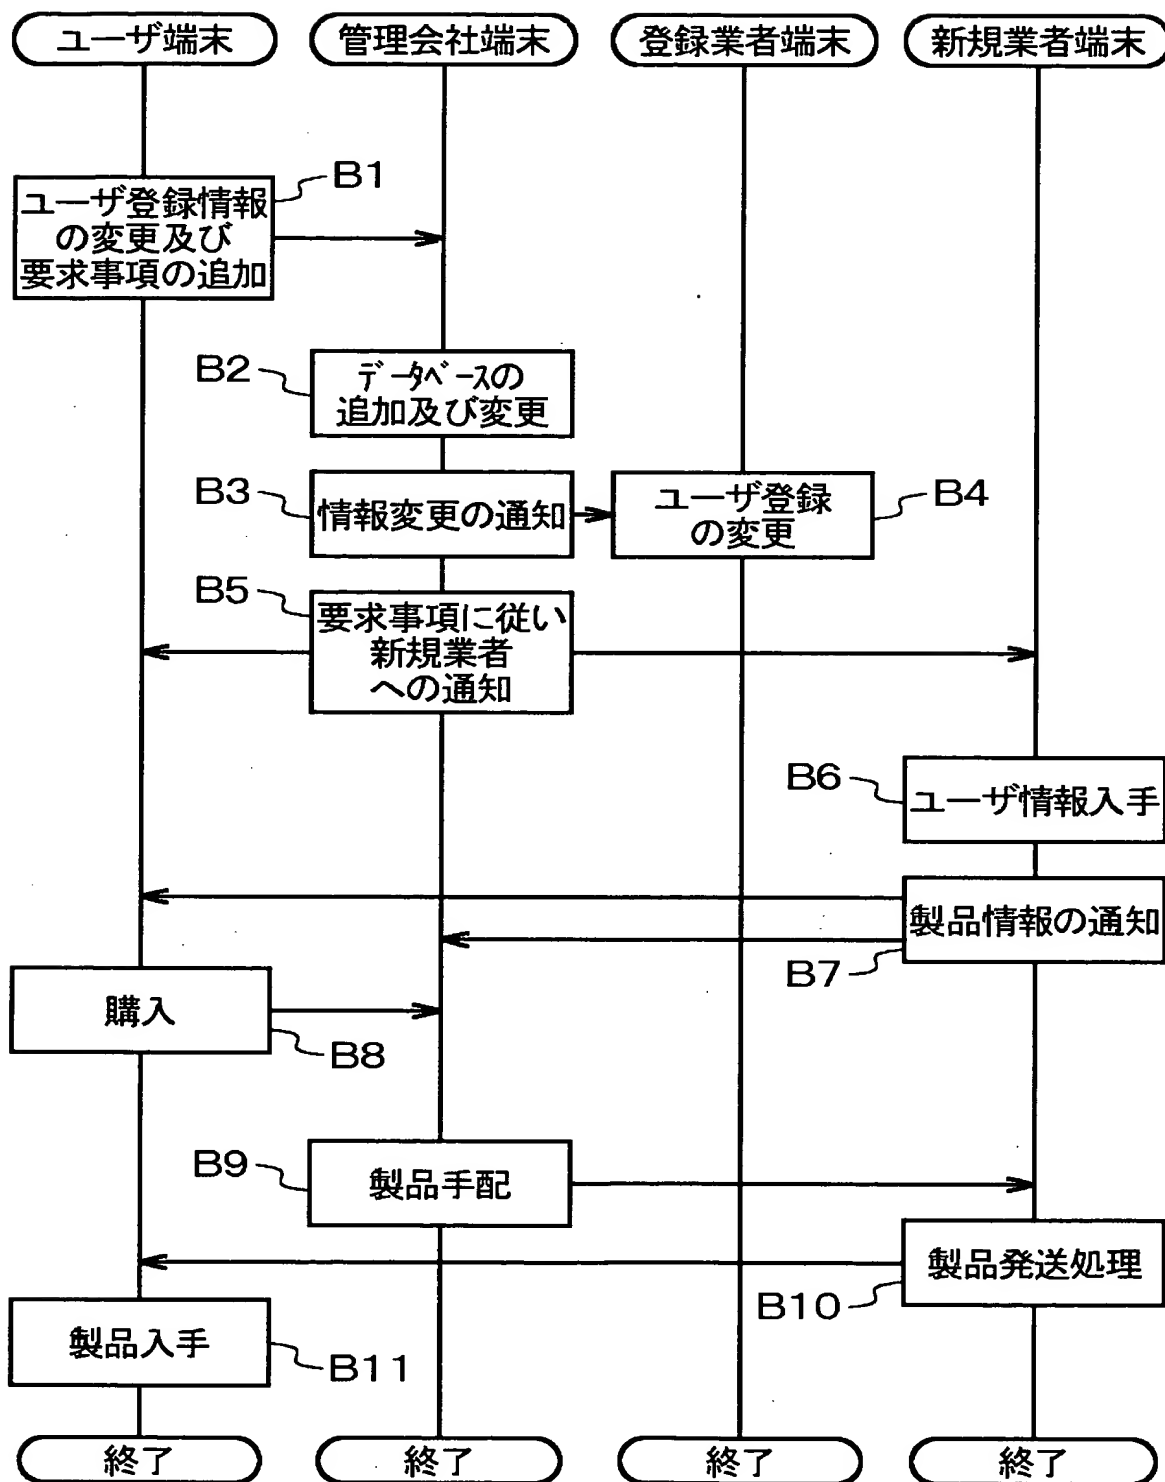 ユーザ端末
管理会社端末
登録業者端末
新規業者端末
B1
ユーザ登録情報
の変更及び
要求事項の追加
B2
データベースの
追加及び変更
B3
情報変更の通知
ユーザ登録
の変更
B4
B5
要求事項に従い
新規業者
への通知
B6
ユーザ情報入手
製品情報の通知
B7
購入
B8
B9
製品手配
製品発送処理
B10
製品入手
B11
終了
終了
終了
終了